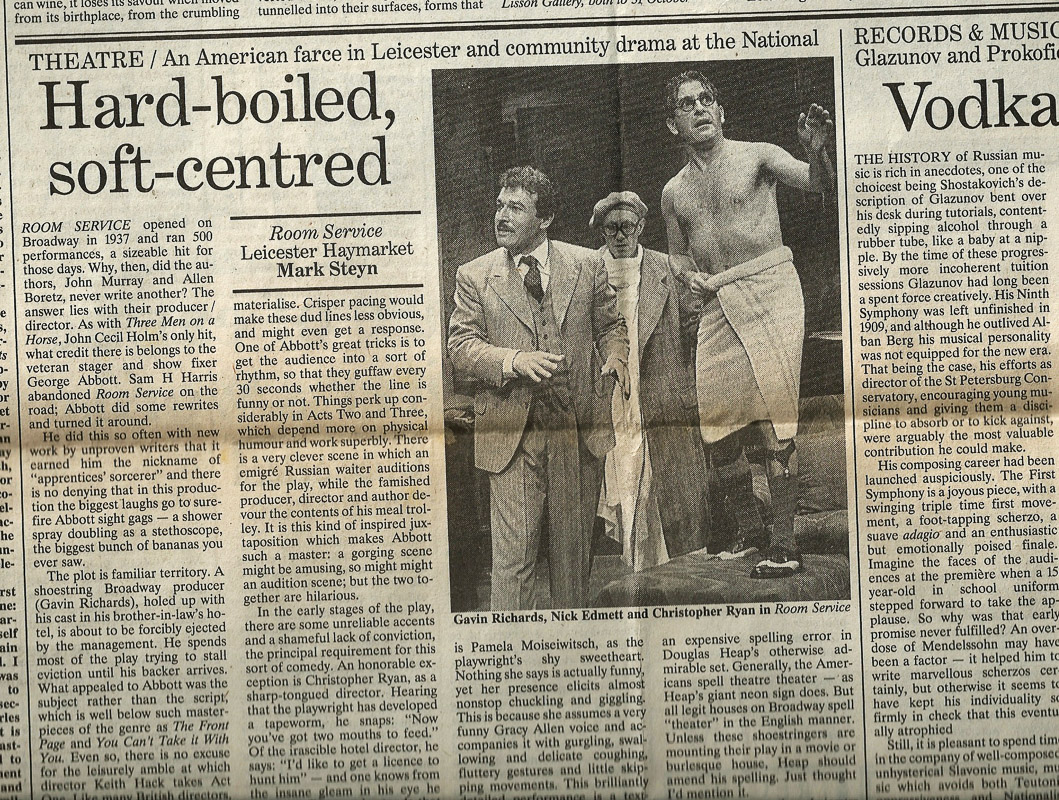 can wine, it loses its savour when moved
from its birthplace, from the crumbling
tunnelled into their surfaces, forms that
Lisson Gallery, both to 31 October
THEATRE / An American farce in Leicester and community drama at the National
Hard-boiled,
soft-centred
ROOM SERVICE opened on
Broadway in 1937 and ran 500
performances, a sizeable hit for
those days. Why, then, did the au-
thors, John Murray and Allen
Boretz, never write another? The
answer lies with their producer /
director. As with Three Men on a
Horse, John Cecil Holm's only hit,
what credit there is belongs to the
veteran stager and show fixer
George Abbott. Sam H Harris
abandoned Room Service on the
road; Abbott did some rewrites
and turned it around.
He did this so often with new
work by unproven writers that it
earned him the nickname of
"apprentices' sorcerer" and there
is no denying that in this produc-
tion the biggest laughs go to sure-
fire Abbott sight gags — a shower
spray doubling as a stethoscope,
the biggest bunch of bananas you
ever saw.
The plot is familiar territory. A
shoestring Broadway producer
(Gavin Richards), holed up with
his cast in his brother-in-law's ho-
tel, is about to be forcibly ejected
by the management. He spends
most of the play trying to stall
eviction until his backer arrives.
What appealed to Abbott was the
subject rather than the script,
which is well below such master-
pieces of the genre as The Front
Page and You Can't Take it With
You. Even so, there is no excuse
for the leisurely amble at which
director Keith Hack takes Act
One. Like many British directors,
Room Service
Leicester Haymarket
Mark Steyn
materialise. Crisper pacing would
make these dud lines less obvious,
and might even get a response.
One of Abbott's great tricks is to
get the audience into a sort of
rhythm, so that they guffaw every
30 seconds whether the line is
funny or not. Things perk up con-
siderably in Acts Two and Three,
which depend more on physical
humour and work superbly. There
is a very clever scene in which an
emigré Russian waiter auditions
for the play, while the famished
producer, director and author de-
vour the contents of his meal trol-
ley. It is this kind of inspired jux-
taposition which makes Abbott
such a master: a gorging scene
might be amusing, so might might
an audition scene; but the two to-
gether are hilarious.
In the early stages of the play,
there are some unreliable accents
and a shameful lack of conviction,
the principal requirement for this
sort of comedy. An honorable ex-
ception is Christopher Ryan, as a
sharp-tongued director. Hearing
that the playwright has developed
a tapeworm, he snaps: "Now
you've got two mouths to feed."
Of the irascible hotel director, he
says: "I'd like to get a licence to
hunt him" — and one knows from
the insane gleam in his eye he
Gavin Richards, Nick Edmett and Christopher Ryan in Room Service
is Pamela Moiseiwitsch, as the
playwright's shy sweetheart.
Nothing she says is actually funny,
yet her presence elicits almost
nonstop chuckling and giggling.
This is because she assumes a very
funny Gracy Allen voice and ac-
companies it with gurgling, swal-
lowing and delicate coughing,
fluttery gestures and little skip-
ping movements. This brilliantly
detailed performance is a
an expensive spelling error in
Douglas Heap's otherwise ad-
mirable set. Generally, the Amer-
icans spell theatre theater — as
Heap's giant neon sign does. But
all legit houses on Broadway spell
"theater" in the English manner.
Unless these shoestringers are
mounting their play in a movie or
burlesque house, Heap should
amend his spelling. Just thought
I'd mention it.
RECORDS & MUSIC
Glazunov and Prokofie
Vodka
THE HISTORY of Russian mu-
sic is rich in anecdotes, one of the
choicest being Shostakovich's de-
scription of Glazunov bent over
his desk during tutorials, content-
edly sipping alcohol through a
rubber tube, like a baby at a nip-
ple. By the time of these progres-
sively more incoherent tuition
sessions Glazunov had long been
a spent force creatively. His Ninth
Symphony was left unfinished in
1909, and although he outlived Al-
ban Berg his musical personality
was not equipped for the new era.
That being the case, his efforts as
director of the St Petersburg Con-
servatory, encouraging young mu-
sicians and giving them a disci-
pline to absorb or to kick against,
were arguably the most valuable
contribution he could make.
His composing career had been
launched auspiciously. The First
Symphony is a joyous piece, with a
swinging triple time first move-
ment, a foot-tapping scherzo, a
suave adagio and an enthusiastic
but emotionally poised finale.
Imagine the faces of the audi-
ences at the première when a 15
year-old in school uniform
stepped forward to take the ap-
plause. So why was that early
promise never fulfilled? An over-
dose of Mendelssohn may have
been a factor — it helped him to
write marvellous scherzos cer-
tainly, but otherwise it seems to
have kept his individuality so
firmly in check that this eventu
ally atrophied
Still, it is pleasant to spend time
in the company of well-composed,
unhysterical Slavonic music, mu
sic which avoids both